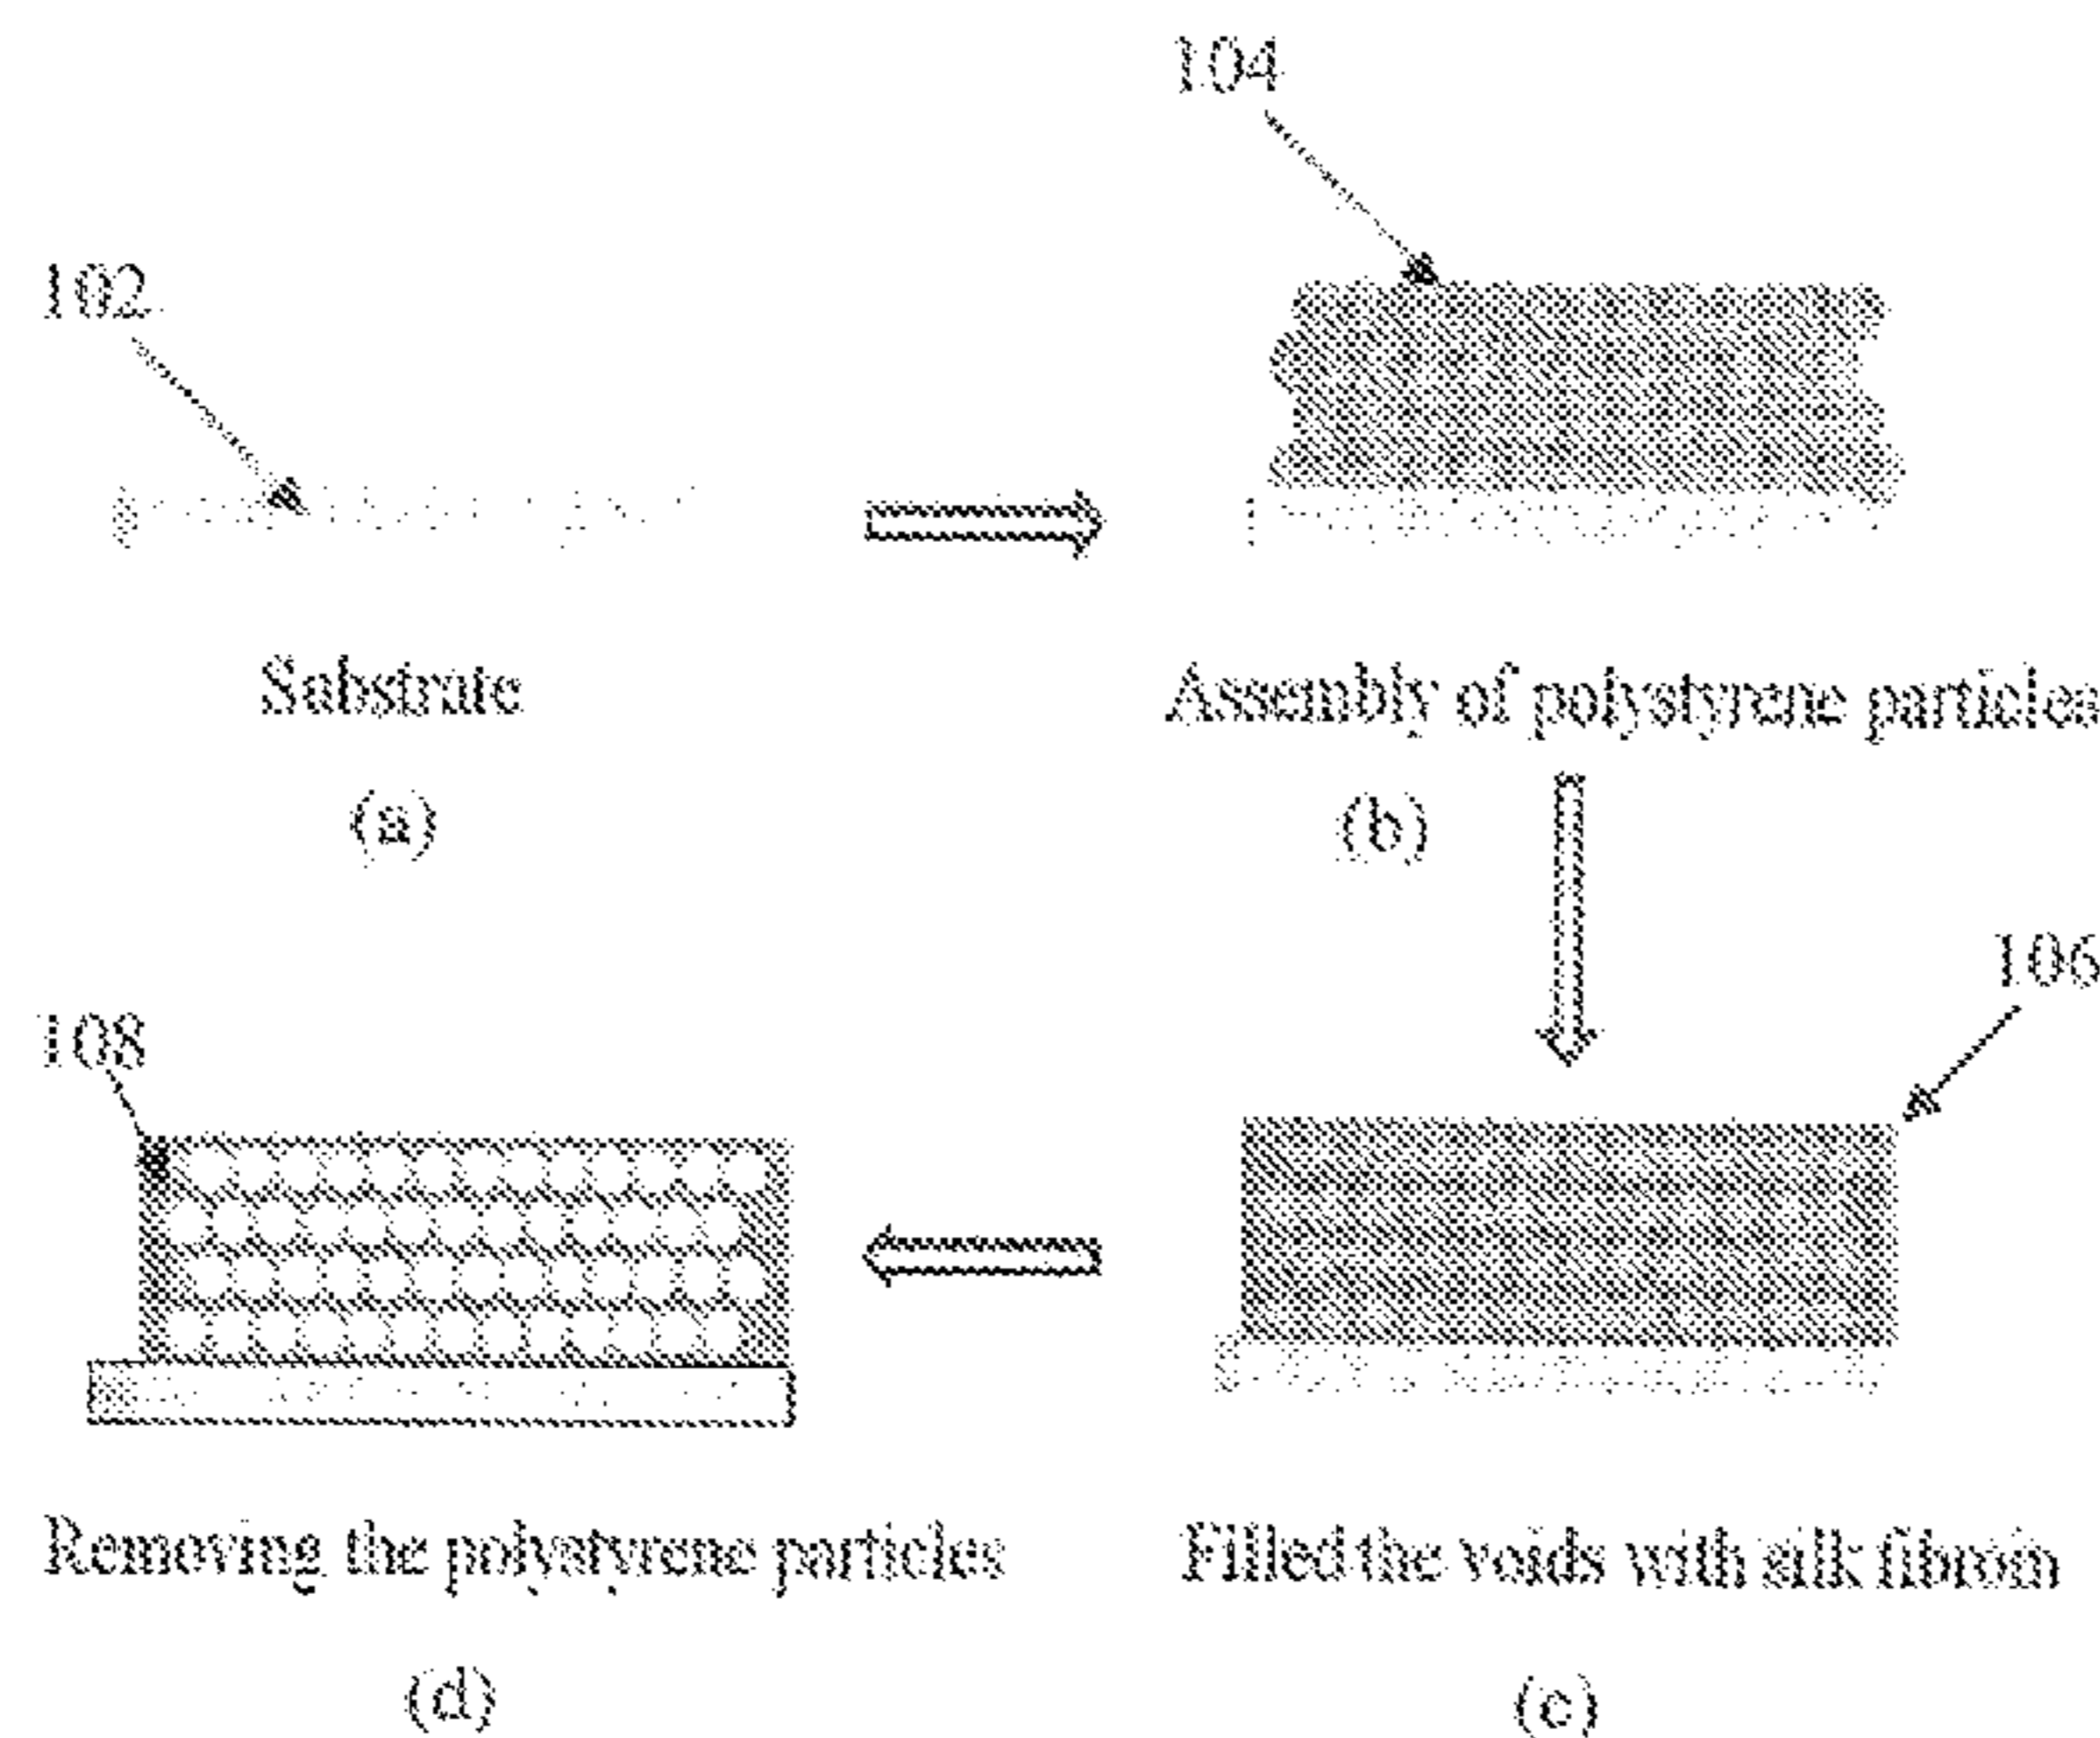 104
102
Substrate
(a)
Assembly of polystyrene particles
(b)
106
108
Removing the polystyrene particles
(d)
Filled the voids with silk fibroin
(c)